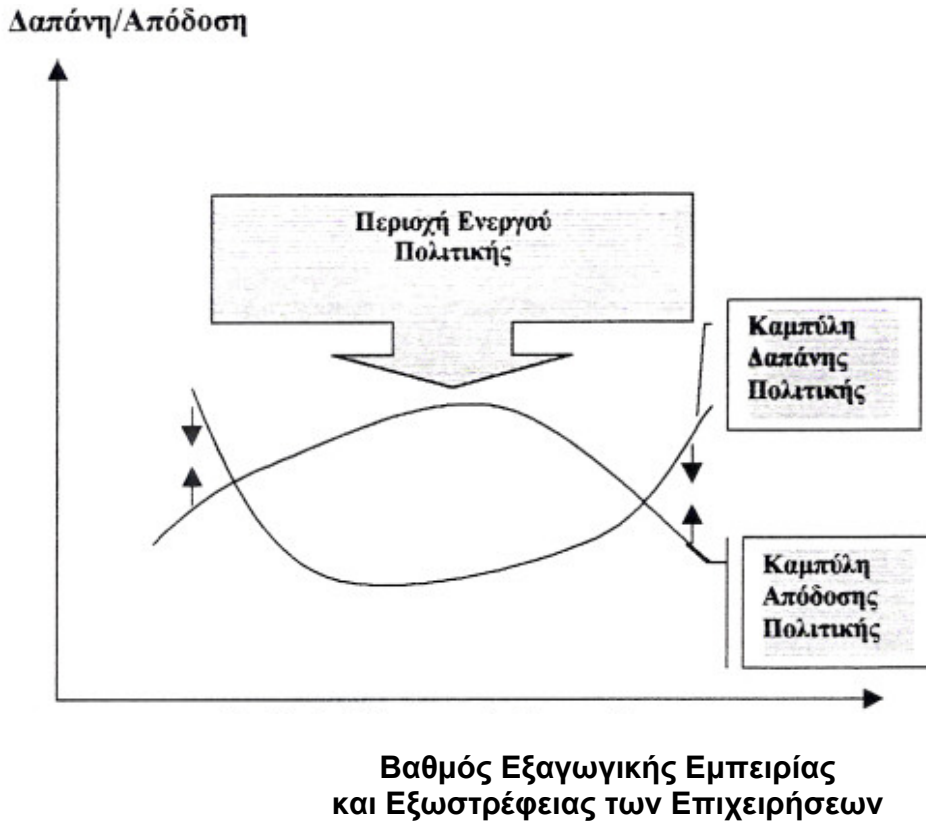 Δαπάνη/Απόδοση
Περιοχή Ενεργού
Πολιτικής
Καμπύλη
Δαπάνης
Πολιτικής
Καμπύλη
Απόδοσης
Πολιτικής
Βαθμός Εξαγωγικής Εμπειρίας
και Εξωστρέφειας των Επιχειρήσεων